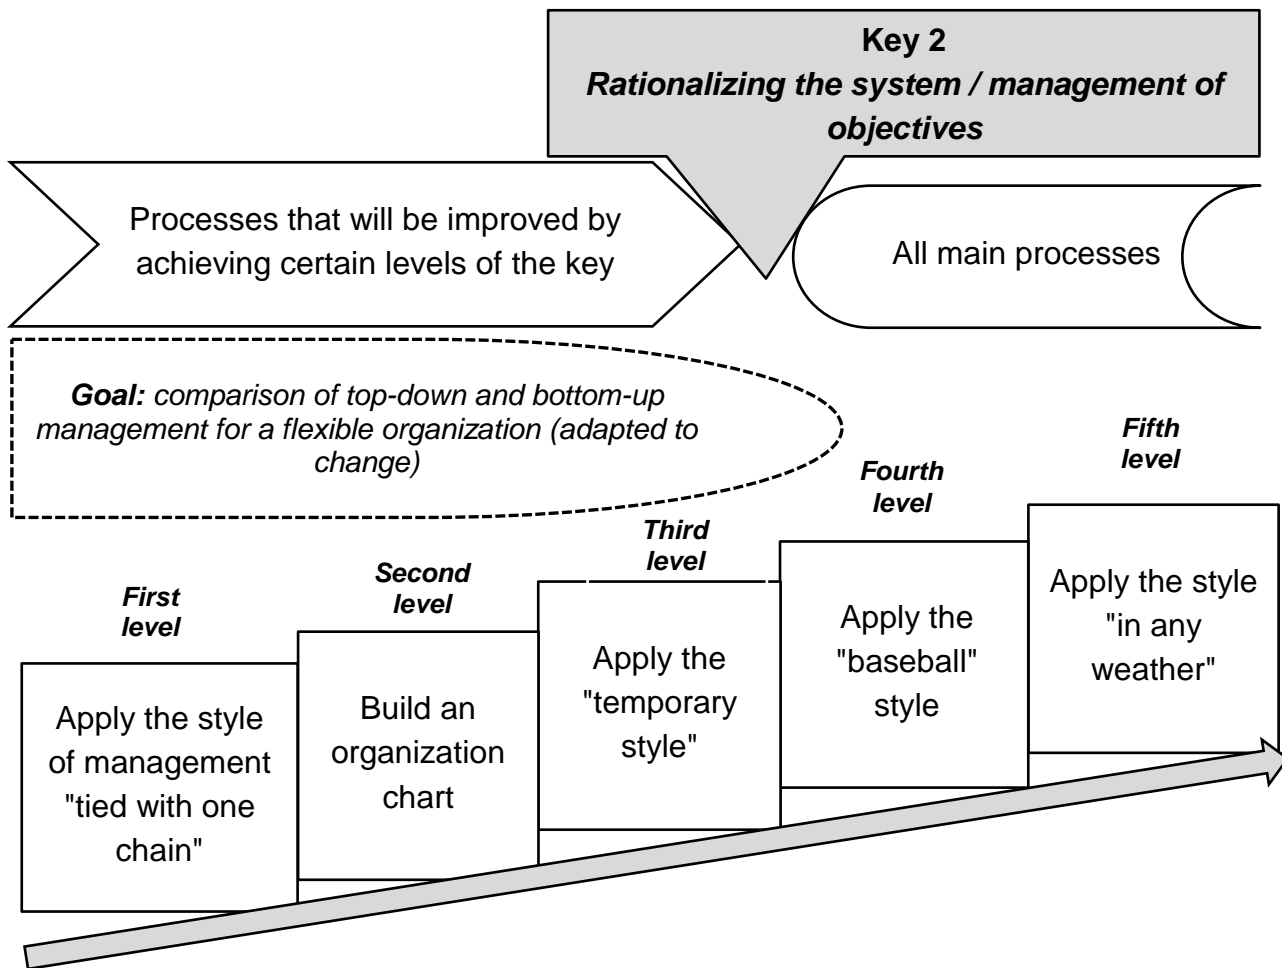 Key 2
Rationalizing the system / management of
objectives
Processes that will be improved by
achieving certain levels of the key
All main processes
Goal: comparison of top-down and bottom-up
management for a flexible organization (adapted to
change)
First
level
Apply the style
of management
"tied with one
chain"
Second
level
Build an
organization
chart
Third
level
Apply the
"temporary
style"
Fourth
level
Apply the
"baseball"
style
Fifth
level
Apply the style
"in any
weather"